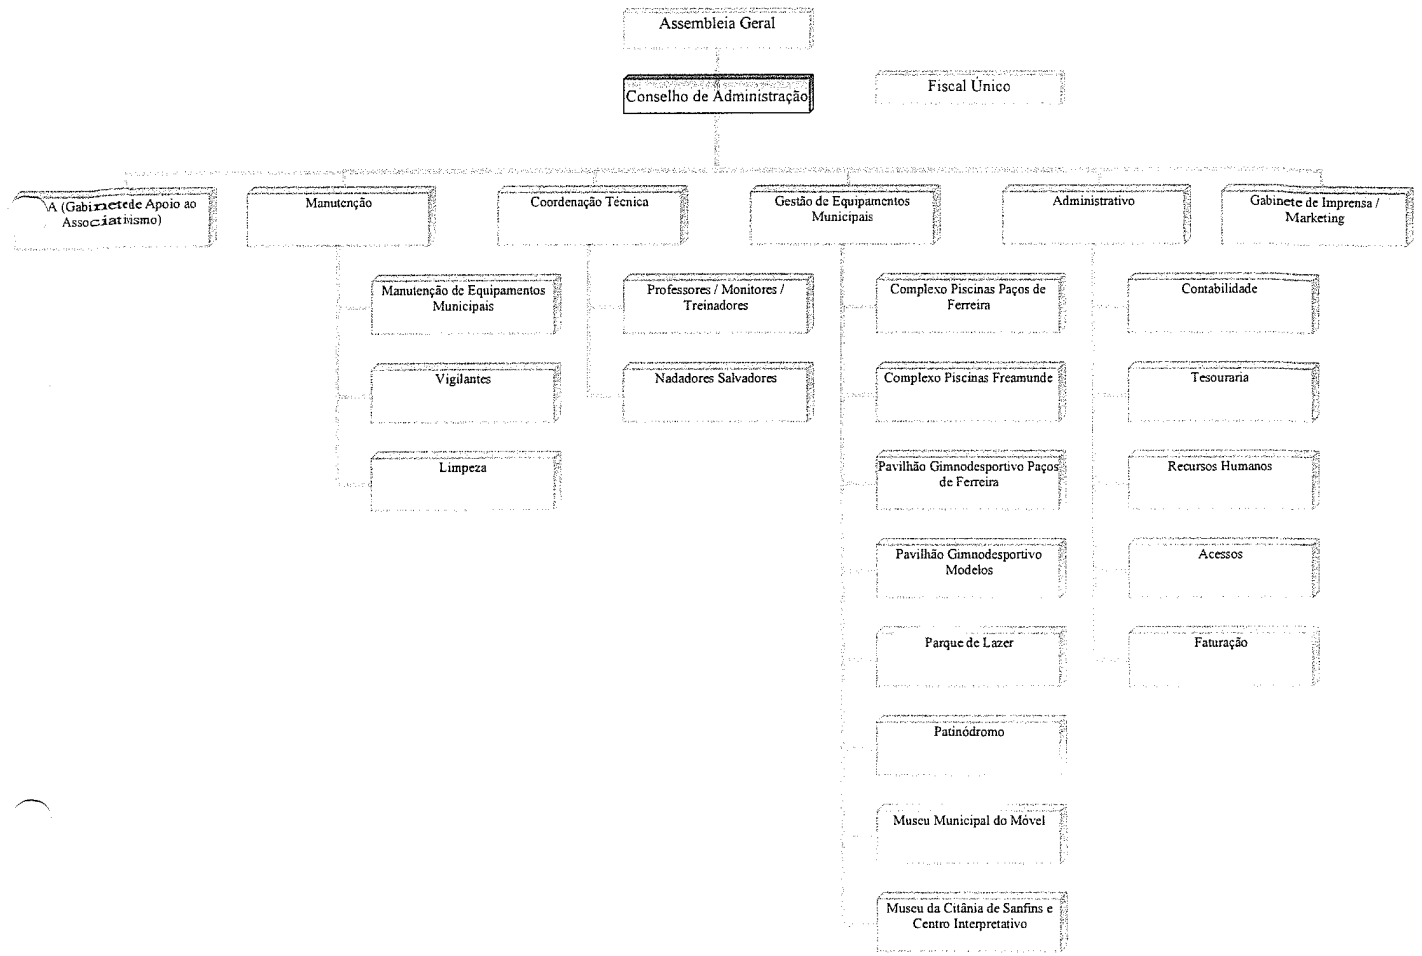 Assembleia Geral
Conselho de Administração
Fiscal Único
A (Gabinete de Apoio ao
Associativismo)
Manutenção
Coordenação Técnica
Gestão de Equipamentos
Municipais
Administrativo
Gabinete de Imprensa /
Marketing
Manutenção de Equipamentos
Municipais
Vigilantes
Limpeza
Professores / Monitores /
Treinadores
Nadadores Salvadores
Complexo Piscinas Paços de
Ferreira
Complexo Piscinas Freamunde
Pavilhão Gimnodesportivo Paços
de Ferreira
Pavilhão Gimnodesportivo
Modelos
Parque de Lazer
Patinódromo
Museu Municipal do Móvel
Museu da Citânia de Sanfins e
Centro Interpretativo
Contabilidade
Tesouraria
Recursos Humanos
Acessos
Faturação